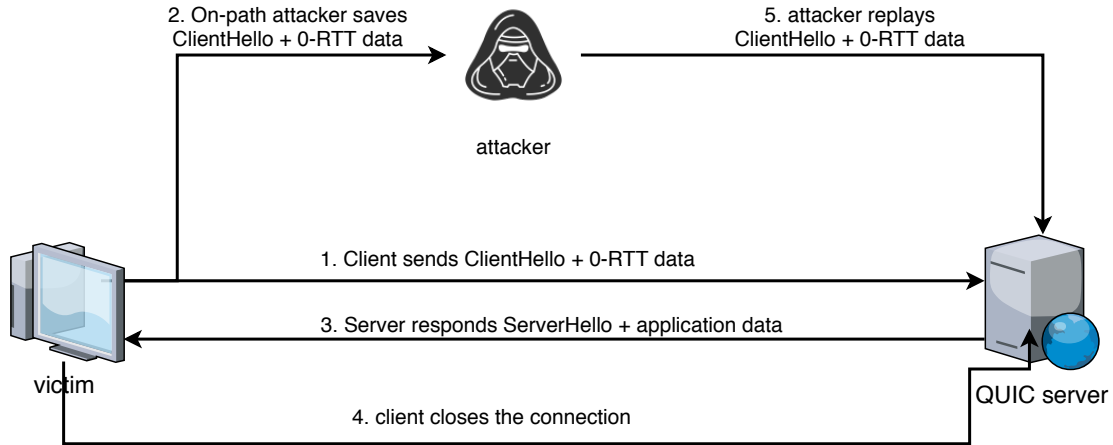 2. On-path attacker saves
ClientHello + 0-RTT data
5. attacker replays
ClientHello + 0-RTT data
attacker
1. Client sends ClientHello + 0-RTT data
3. Server responds ServerHello + application data
victim
QUIC server
4. client closes the connection